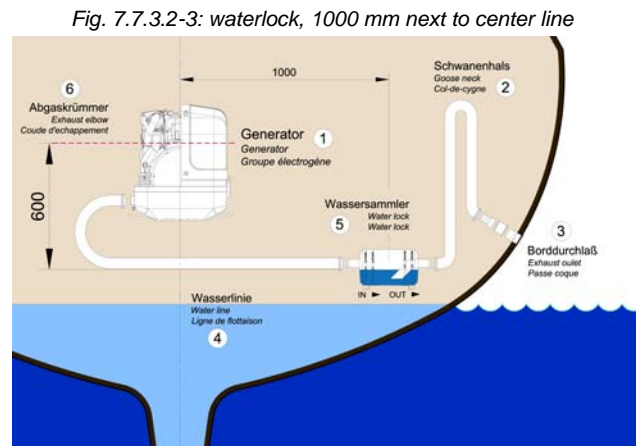 Fig. 7.7.3.2-3: waterlock, 1000 mm next to center line
1000
6
Abgaskrümmer
Exhaust elbow
Coude d'echappement
Generator 1
Generator
Groupe électrogène
Schwanenhals
Goose neck
Col-de-cygne
2
600
Wassersammler
Water lock
Water lock
5
3
Borddurchlaß
Exhaust oulet
Passe coque
IN OUT
Wasserlinie
Water line
Ligne de flottaison
4